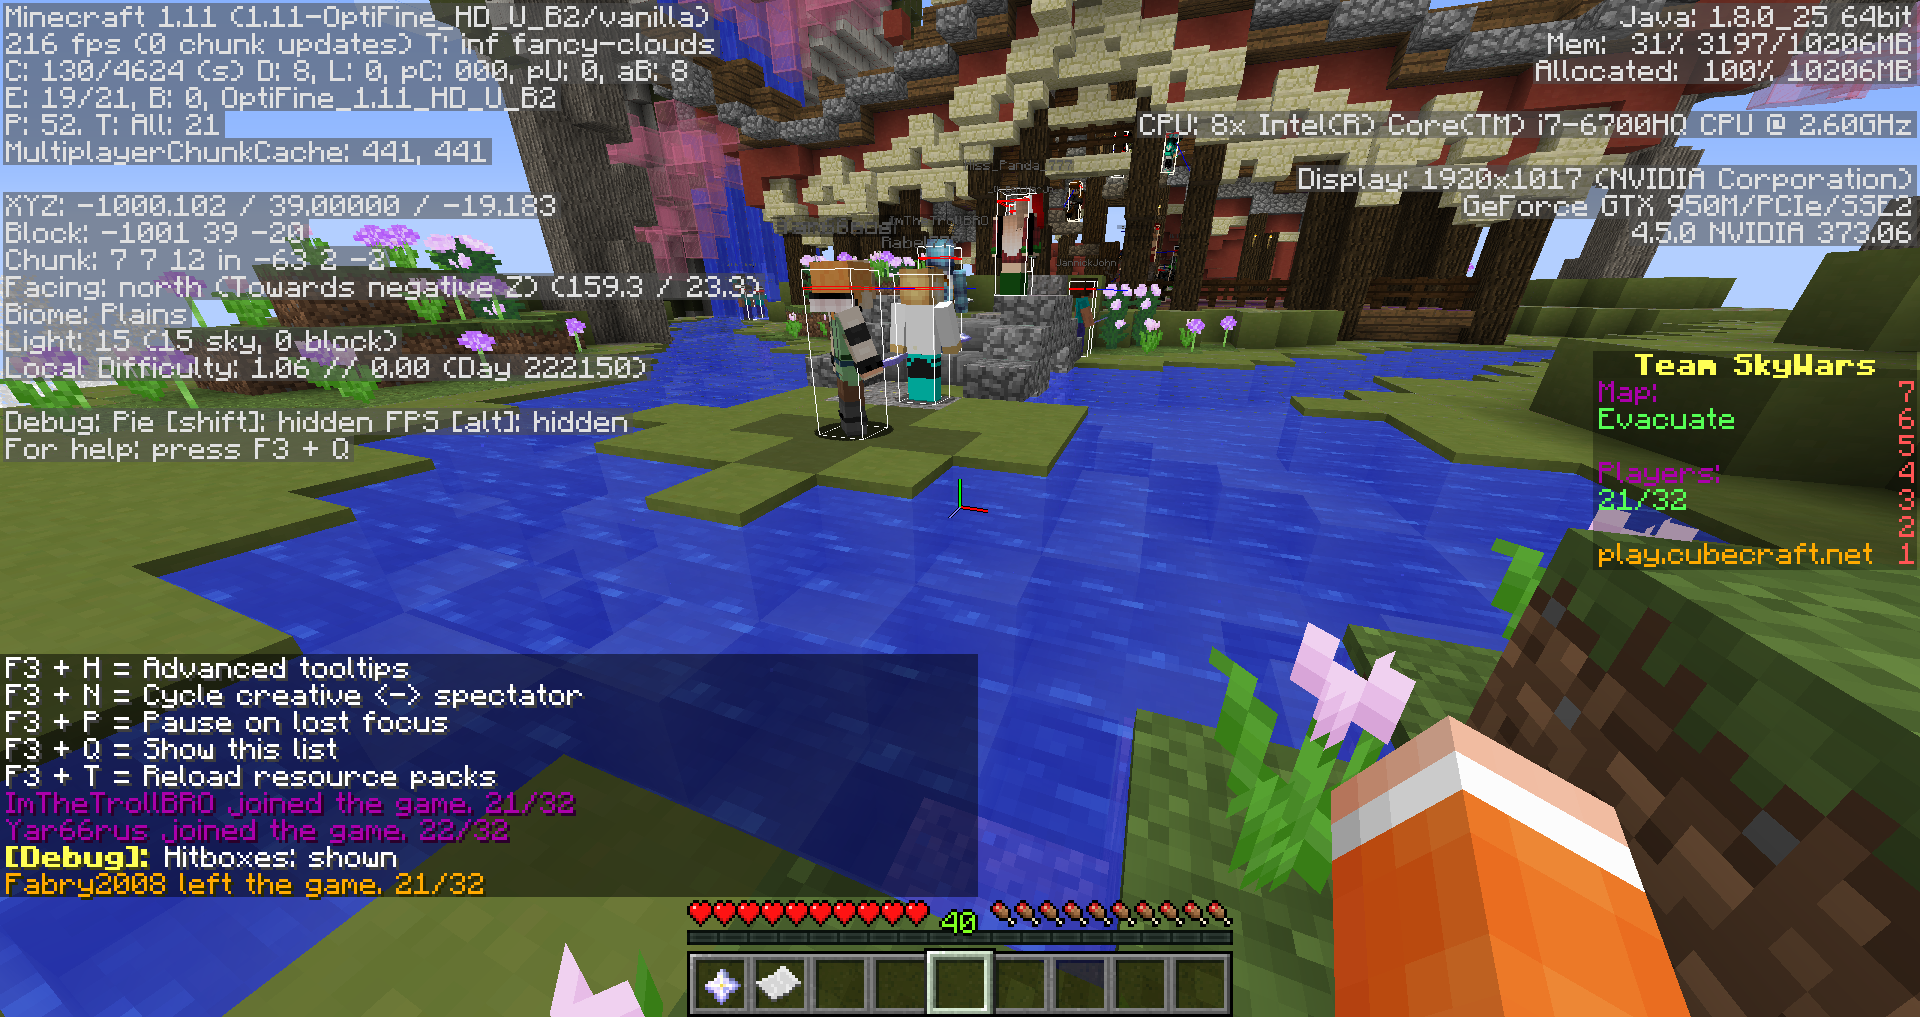 Minecraft 1.11 (1.11-OptiFine_HD_U_B2/vanilla)
216 fps (0 chunk updates) T: inf fancy-clouds
C: 130/4624 (s) D: 8, L: 0, pC: 000, pU: 0, aB: 8
E: 19/21, B: 0, OptiFine_1.11_HD_U_B2
P: 52. T: All: 21
MultiplayerChunkCache: 441, 441
XYZ: -1000.102 / 39.00000 / -19.183
Block: -1001 39 -20
Chunk: 7 7 12 in -63 2 -2
Facing: north (Towards negative Z) (159.3 / 23.3)
Biome: Plains
Light: 15 (15 sky, 0 block)
Local Difficulty: 1.06 // 0.00 (Day 222150)
Debug: Pie [shift]: hidden FPS [alt]: hidden
For help: press F3 + Q
Java: 1.8.0_25 64bit
Mem: 31% 3197/10206MB
Allocated: 100% 10206MB
CPU: 8x Intel(R) Core(TM) i7-6700HQ CPU @ 2.60GHz
Display: 1920x1017 (NVIDIA Corporation)
GeForce GTX 950M/PCIe/SSE2
4.5.0 NVIDIA 373.06
ImTheTrollBRO
JannickJohn
Team SkyWars
Map: 7
Evacuate 6
5
Players: 4
21/32 3
2
play.cubecraft.net 1
F3 + H = Advanced tooltips
F3 + N = Cycle creative <-> spectator
F3 + P = Pause on lost focus
F3 + Q = Show this list
F3 + T = Reload resource packs
ImTheTrollBRO joined the game. 21/32
Yar66rus joined the game. 22/32
[Debug]: Hitboxes: shown
Fabry2008 left the game. 21/32
40